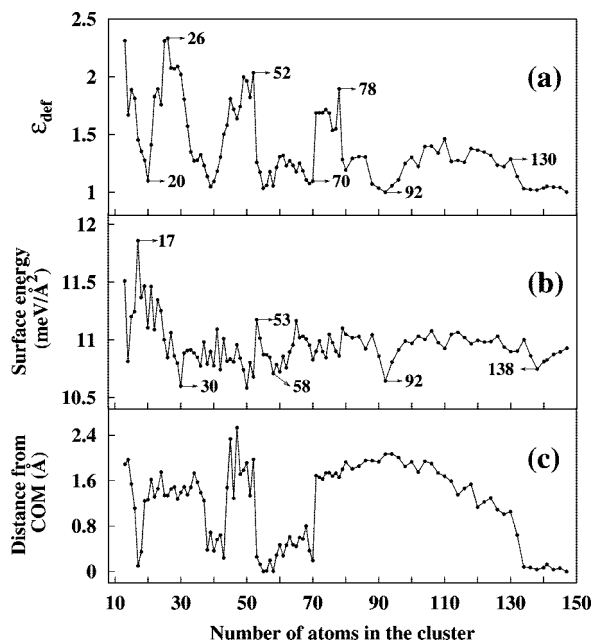 2.5
2
1.5
1
ε_def
(a)
26
52
78
20
70
92
130
12
11.5
11
10.5
Surface energy
(meV/Å²)
(b)
17
53
30
58
92
138
2.4
1.6
0.8
0
Distance from
COM (Å)
(c)
10 30 50 70 90 110 130 150
Number of atoms in the cluster